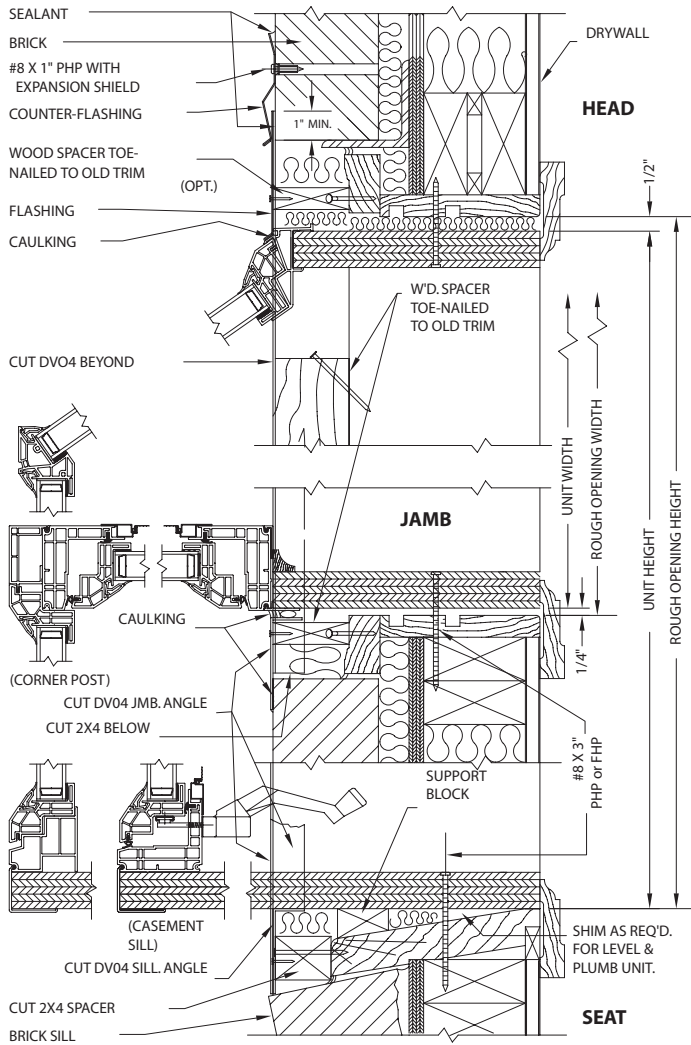 SEALANT
BRICK
#8 X 1" PHP WITH
EXPANSION SHIELD
COUNTER-FLASHING
1" MIN.
WOOD SPACER TOE-
NAILED TO OLD TRIM
(OPT.)
FLASHING
CAULKING
DRYWALL
HEAD
1/2"
W'D. SPACER
TOE-NAILED
TO OLD TRIM
CUT DVO4 BEYOND
UNIT WIDTH
ROUGH OPENING WIDTH
UNIT HEIGHT
ROUGH OPENING HEIGHT
JAMB
CAULKING
(CORNER POST)
CUT DV04 JMB. ANGLE
CUT 2X4 BELOW
1/4"
#8 X 3"
PHP or FHP
SUPPORT
BLOCK
(CASEMENT
SILL)
CUT DV04 SILL. ANGLE
SHIM AS REQ'D.
FOR LEVEL &
PLUMB UNIT.
CUT 2X4 SPACER
BRICK SILL
SEAT